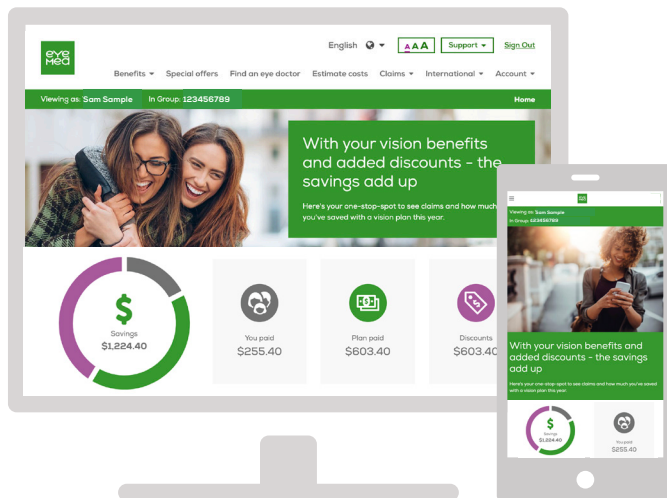 eye
med
English
A A A
Support
Sign Out
Benefits
Special offers
Find an eye doctor
Estimate costs
Claims
International
Account
Viewing as: Sam Sample
In Group: 123456789
Home
With your vision benefits
and added discounts - the
savings add up
Here's your one-stop-spot to see claims and how much
you've saved with a vision plan this year.
$
Savings
$1,224.40
You paid
$255.40
Plan paid
$603.40
Discounts
$603.40
eye
med
Viewing as: Sam Sample
In Group: 123456789
With your vision benefits and
added discounts - the savings
add up
Here's your one-stop-spot to see claims and how much you've saved
with a vision plan this year.
$
Savings
$1,224.40
You paid
$255.40